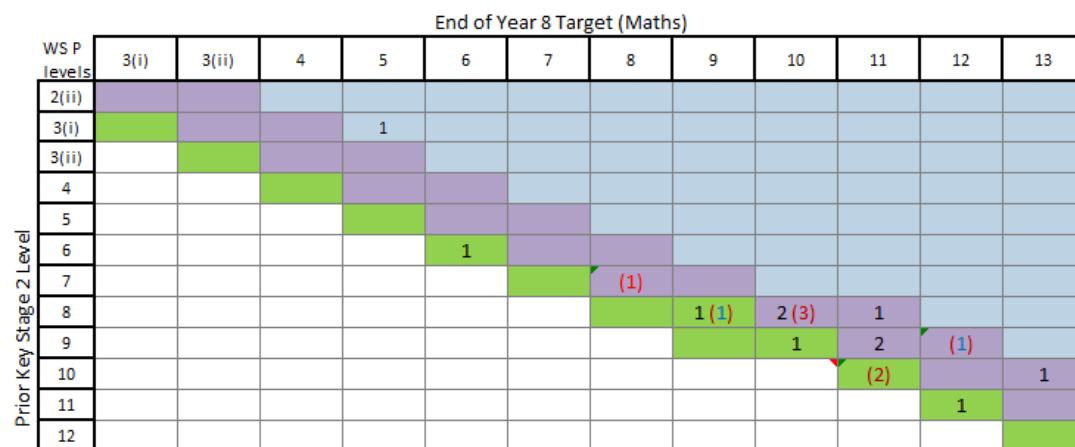 End of Year 8 Target (Maths)
WS P levels 3(i) 3(ii) 4 5 6 7 8 9 10 11 12 13
Prior Key Stage 2 Level
2(ii)
3(i) 1
3(ii)
4
5
6 1
7 (1)
8 1 (1) 2 (3) 1
9 1 2 (1)
10 (2) 1
11 1
12